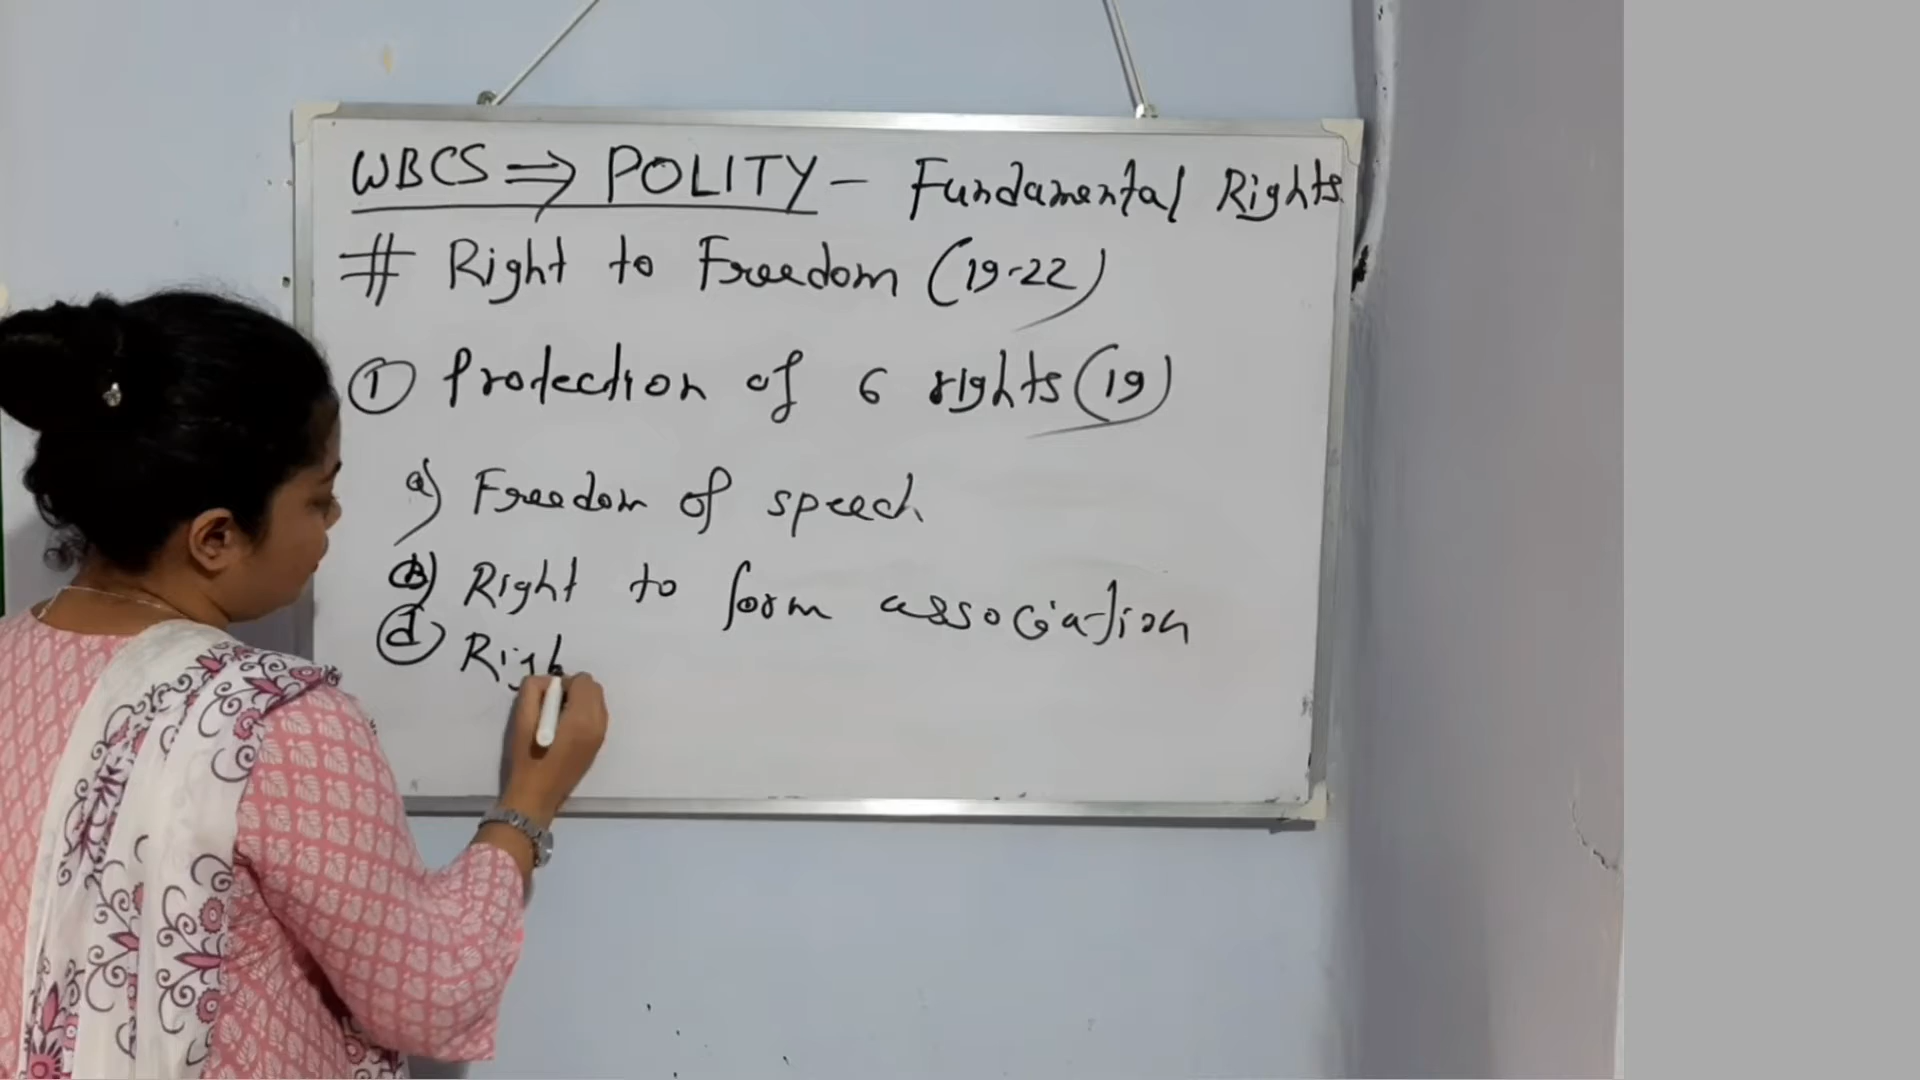 WBCS ⇒ POLITY - Fundamental Rights
# Right to Freedom (19-22)
① Protection of 6 rights (19)
a) Freedom of speech
b) Right to form association
d) Righ